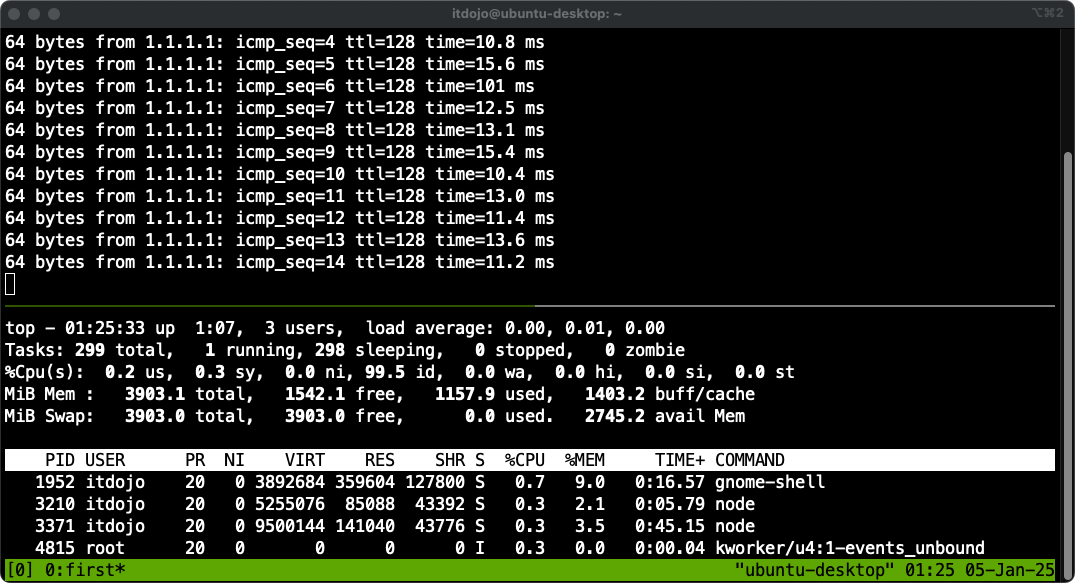 itdojo@ubuntu-desktop: ~ ⌥⌘2
64 bytes from 1.1.1.1: icmp_seq=4 ttl=128 time=10.8 ms
64 bytes from 1.1.1.1: icmp_seq=5 ttl=128 time=15.6 ms
64 bytes from 1.1.1.1: icmp_seq=6 ttl=128 time=101 ms
64 bytes from 1.1.1.1: icmp_seq=7 ttl=128 time=12.5 ms
64 bytes from 1.1.1.1: icmp_seq=8 ttl=128 time=13.1 ms
64 bytes from 1.1.1.1: icmp_seq=9 ttl=128 time=15.4 ms
64 bytes from 1.1.1.1: icmp_seq=10 ttl=128 time=10.4 ms
64 bytes from 1.1.1.1: icmp_seq=11 ttl=128 time=13.0 ms
64 bytes from 1.1.1.1: icmp_seq=12 ttl=128 time=11.4 ms
64 bytes from 1.1.1.1: icmp_seq=13 ttl=128 time=13.6 ms
64 bytes from 1.1.1.1: icmp_seq=14 ttl=128 time=11.2 ms
top - 01:25:33 up  1:07,  3 users,  load average: 0.00, 0.01, 0.00
Tasks: 299 total,   1 running, 298 sleeping,   0 stopped,   0 zombie
%Cpu(s):  0.2 us,  0.3 sy,  0.0 ni, 99.5 id,  0.0 wa,  0.0 hi,  0.0 si,  0.0 st
MiB Mem :   3903.1 total,   1542.1 free,   1157.9 used,   1403.2 buff/cache
MiB Swap:   3903.0 total,   3903.0 free,      0.0 used.   2745.2 avail Mem
    PID USER      PR  NI    VIRT    RES    SHR S  %CPU  %MEM     TIME+ COMMAND
   1952 itdojo    20   0 3892684 359604 127800 S   0.7   9.0   0:16.57 gnome-shell
   3210 itdojo    20   0 5255076  85088  43392 S   0.3   2.1   0:05.79 node
   3371 itdojo    20   0 9500144 141040  43776 S   0.3   3.5   0:45.15 node
   4815 root      20   0       0      0      0 I   0.3   0.0   0:00.04 kworker/u4:1-events_unbound
[0] 0:first* "ubuntu-desktop" 01:25 05-Jan-25